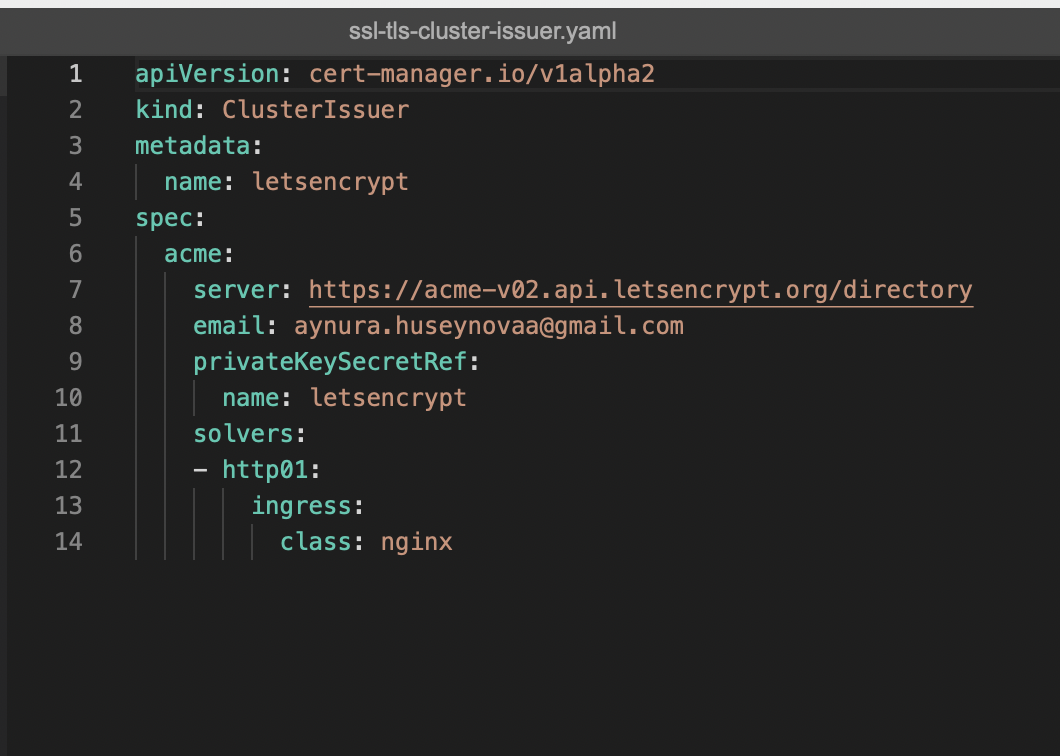 ssl-tls-cluster-issuer.yaml
1 apiVersion: cert-manager.io/v1alpha2
2 kind: ClusterIssuer
3 metadata:
4   name: letsencrypt
5 spec:
6   acme:
7     server: https://acme-v02.api.letsencrypt.org/directory
8     email: aynura.huseynovaa@gmail.com
9     privateKeySecretRef:
10       name: letsencrypt
11     solvers:
12     - http01:
13         ingress:
14           class: nginx